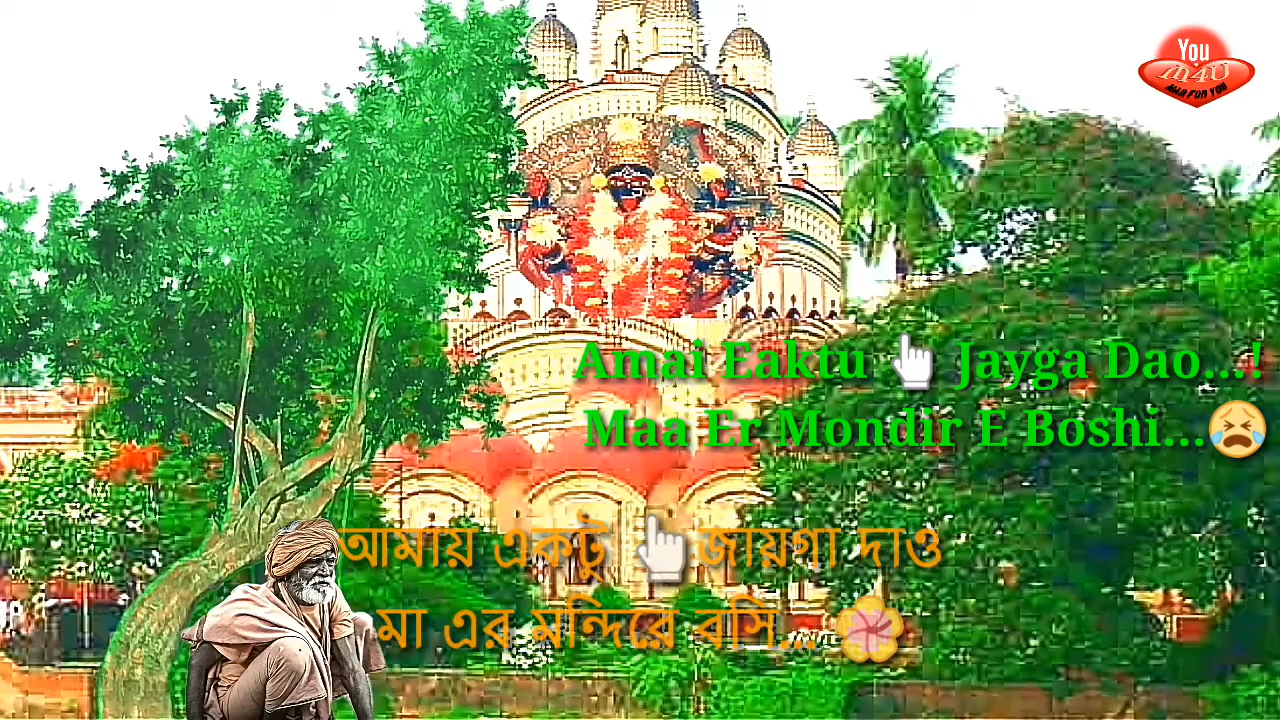 You
M4U
MAA FOR YOU
Amai Eaktu 👆 Jayga Dao...!
Maa Er Mondir E Boshi...😭
আমায় একটু 👆 জায়গা দাও
মা এর মন্দিরে বসি... 🌺